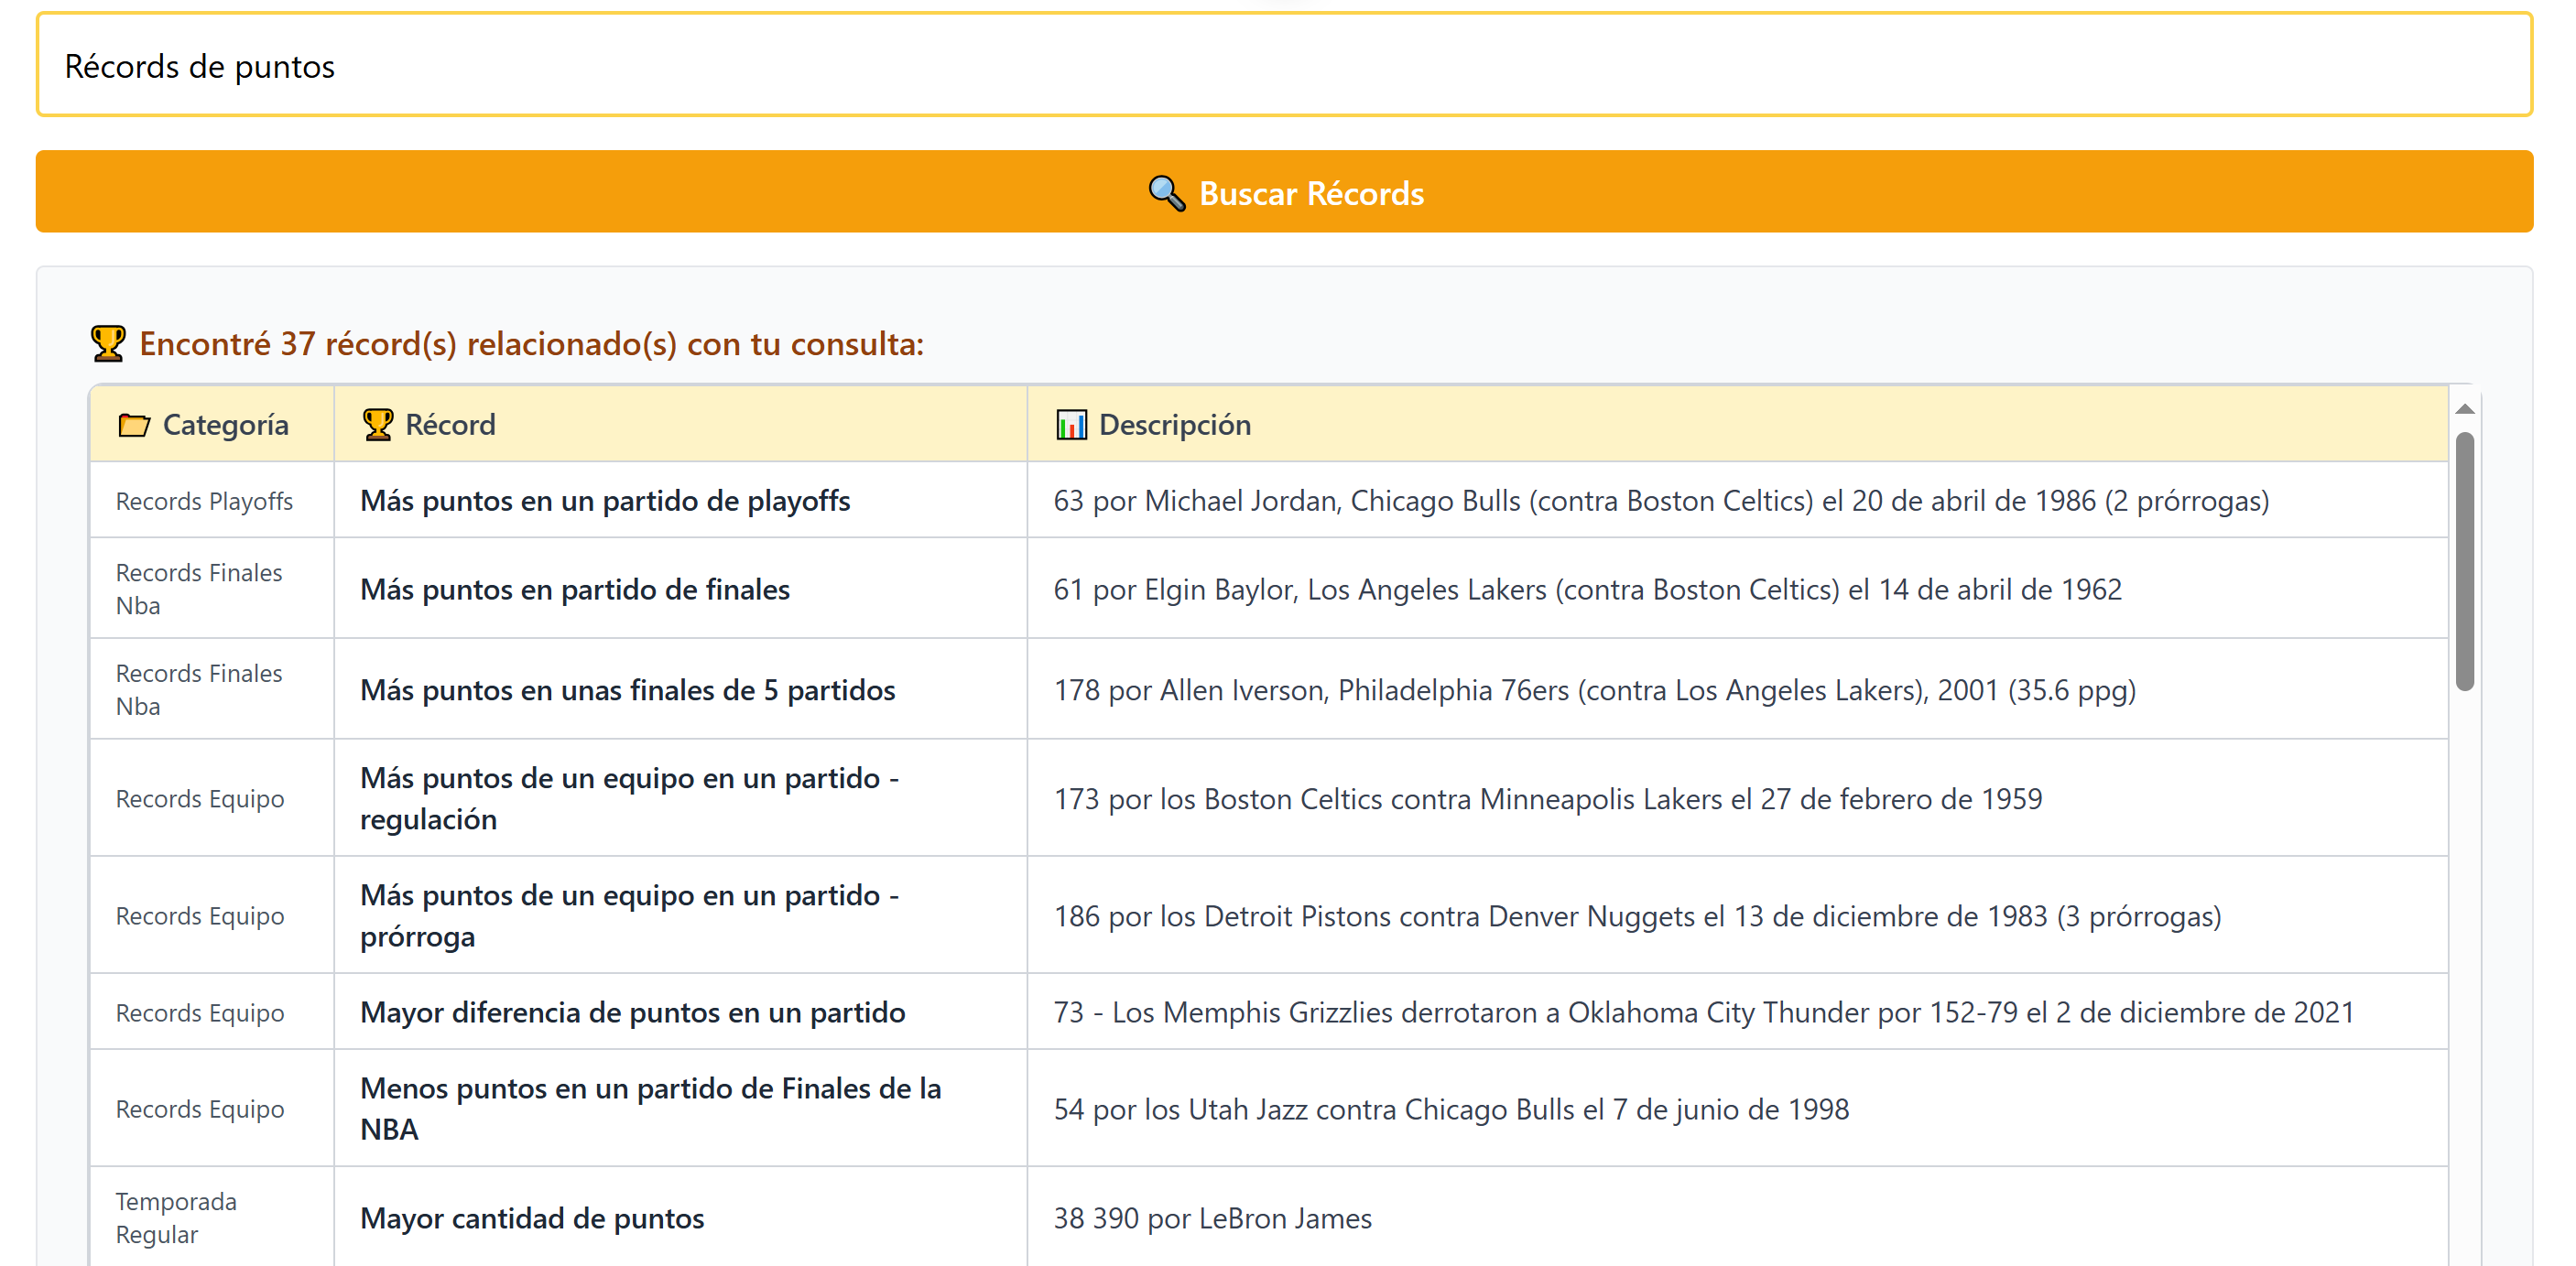 Récords de puntos
Buscar Récords
Encontré 37 récord(s) relacionado(s) con tu consulta:
Categoría Récord Descripción
Records Playoffs Más puntos en un partido de playoffs 63 por Michael Jordan, Chicago Bulls (contra Boston Celtics) el 20 de abril de 1986 (2 prórrogas)
Records Finales
Nba
Más puntos en partido de finales 61 por Elgin Baylor, Los Angeles Lakers (contra Boston Celtics) el 14 de abril de 1962
Records Finales
Nba
Más puntos en unas finales de 5 partidos 178 por Allen Iverson, Philadelphia 76ers (contra Los Angeles Lakers), 2001 (35.6 ppg)
Records Equipo
Más puntos de un equipo en un partido -
regulación
173 por los Boston Celtics contra Minneapolis Lakers el 27 de febrero de 1959
Records Equipo
Más puntos de un equipo en un partido -
prórroga
186 por los Detroit Pistons contra Denver Nuggets el 13 de diciembre de 1983 (3 prórrogas)
Records Equipo Mayor diferencia de puntos en un partido 73 - Los Memphis Grizzlies derrotaron a Oklahoma City Thunder por 152-79 el 2 de diciembre de 2021
Records Equipo
Menos puntos en un partido de Finales de la
NBA
54 por los Utah Jazz contra Chicago Bulls el 7 de junio de 1998
Temporada
Regular
Mayor cantidad de puntos 38 390 por LeBron James